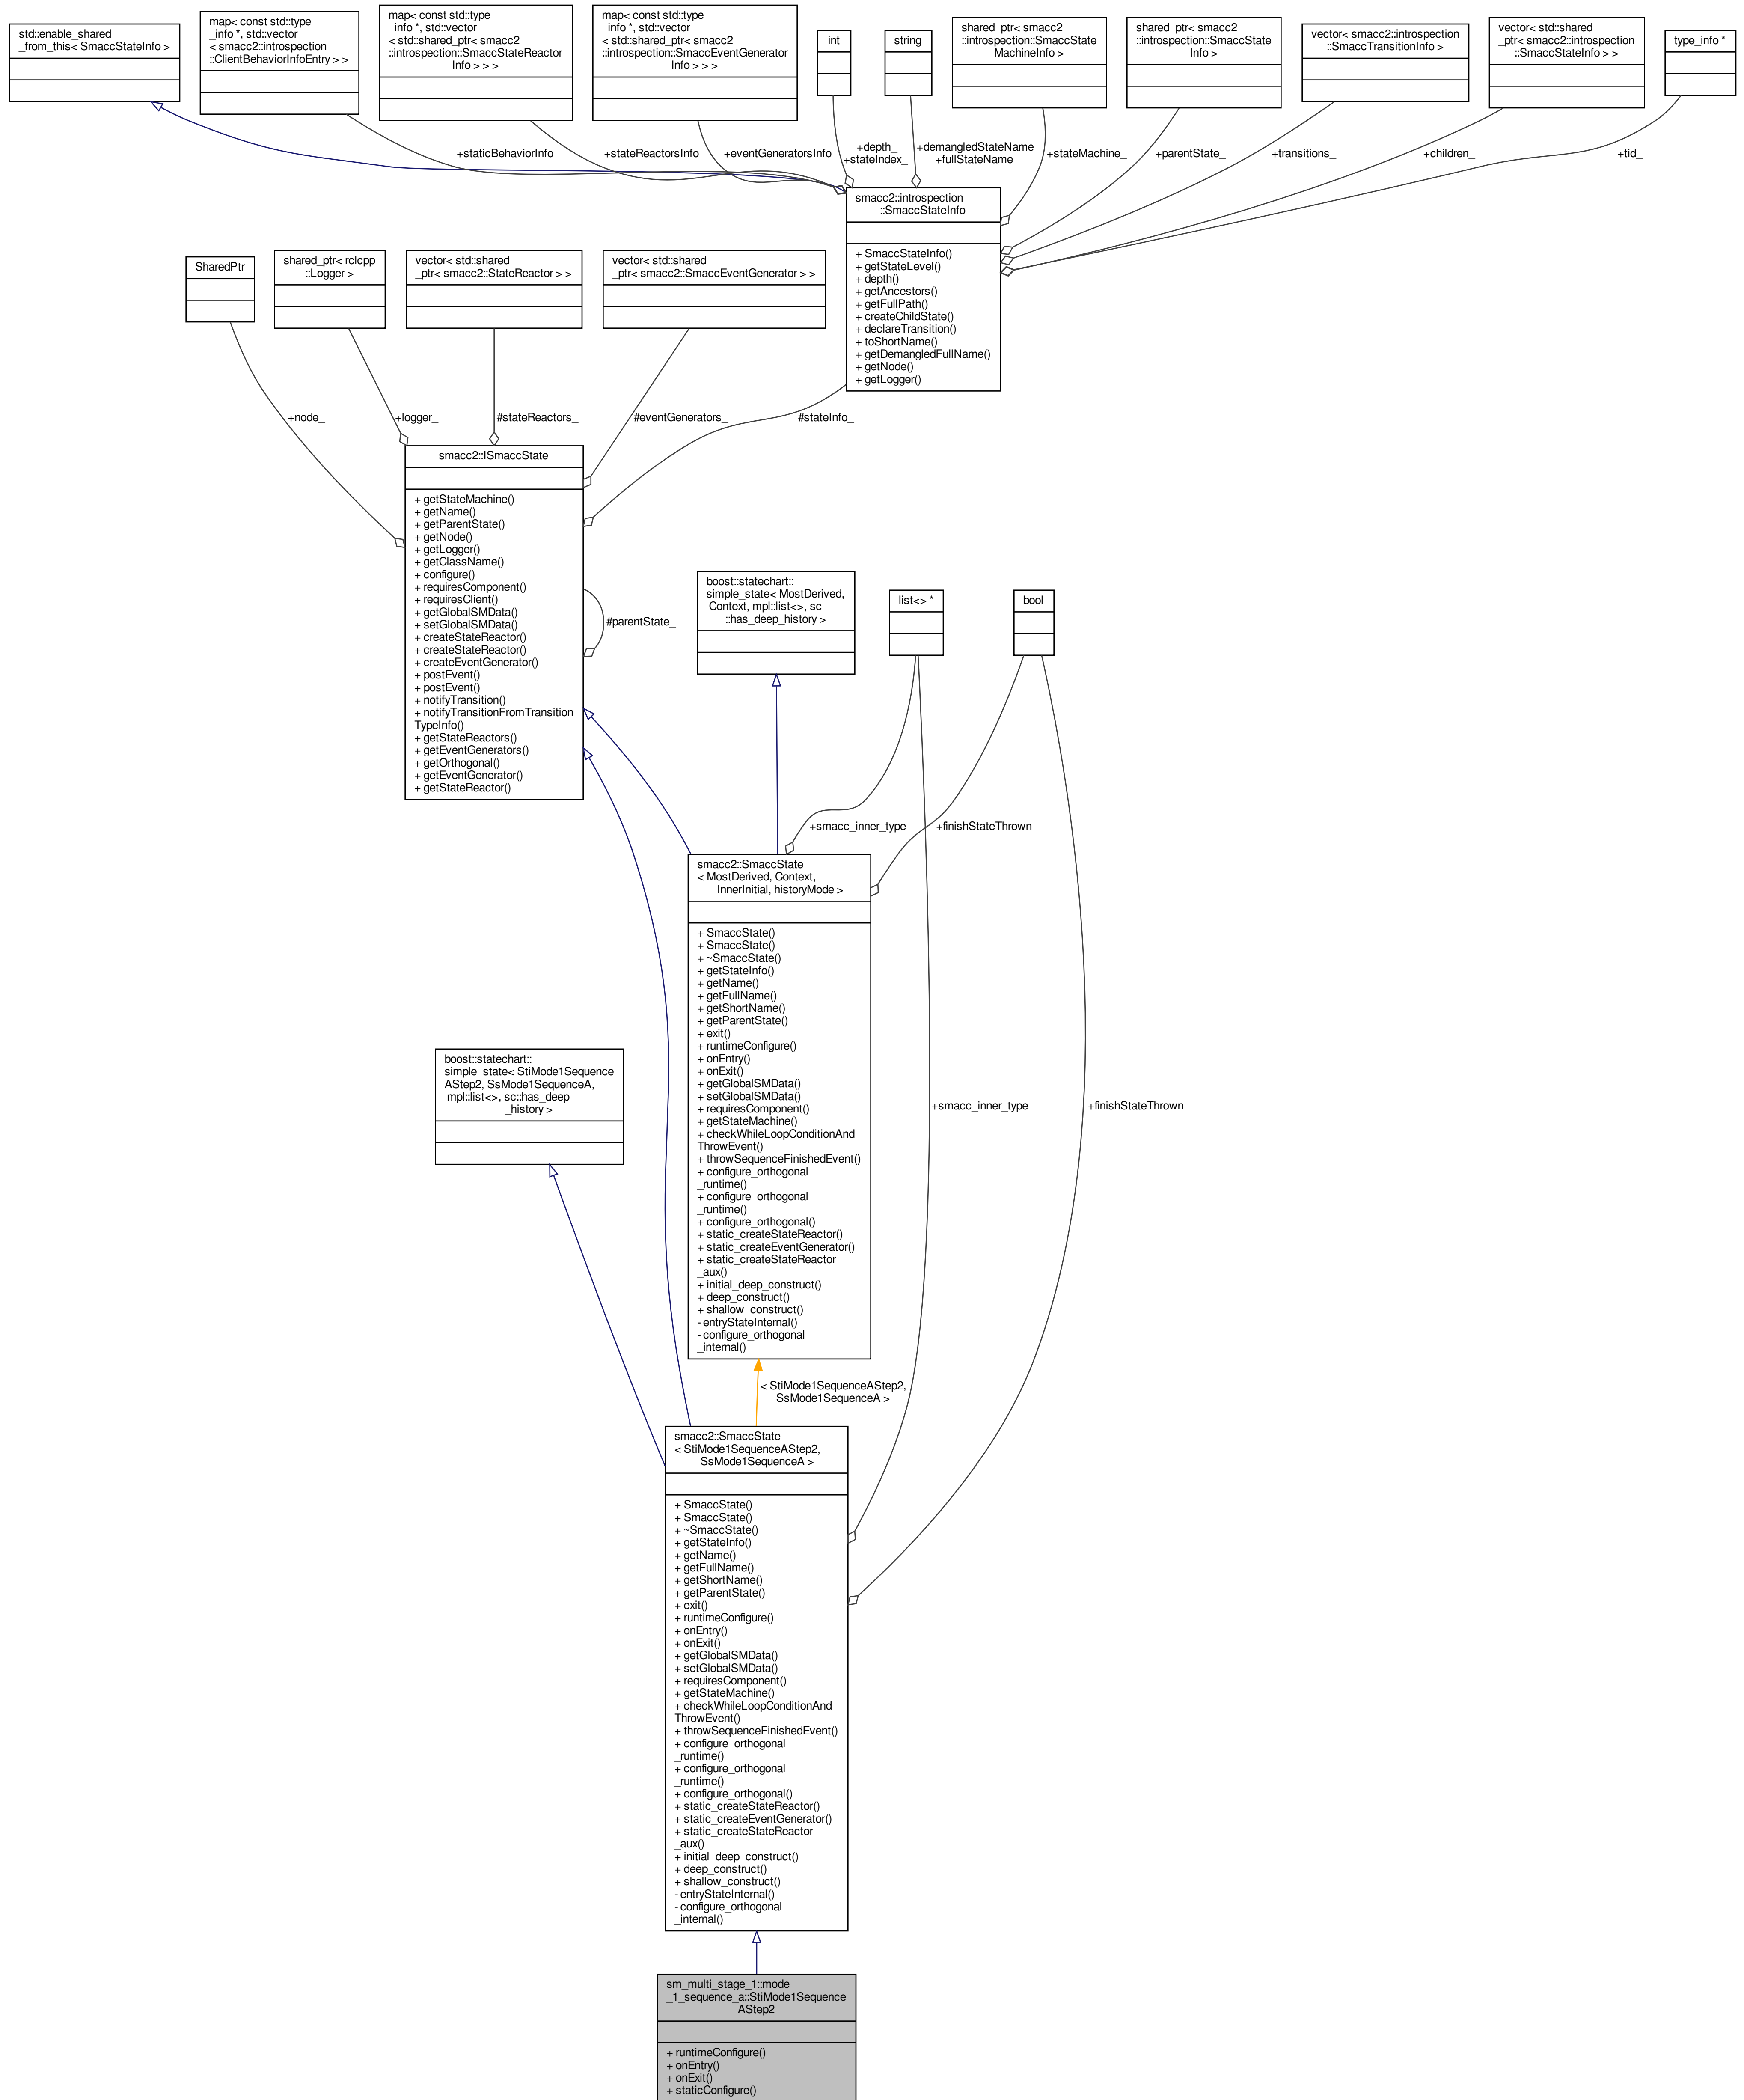 std::enable_shared
_from_this< SmaccStateInfo >
map< const std::type
_info *, std::vector
< smacc2::introspection
::ClientBehaviorInfoEntry > >
map< const std::type
_info *, std::vector
< std::shared_ptr< smacc2
::introspection::SmaccStateReactor
Info > > >
map< const std::type
_info *, std::vector
< std::shared_ptr< smacc2
::introspection::SmaccEventGenerator
Info > > >
int
string
shared_ptr< smacc2
::introspection::SmaccState
MachineInfo >
shared_ptr< smacc2
::introspection::SmaccState
Info >
vector< smacc2::introspection
::SmaccTransitionInfo >
vector< std::shared
_ptr< smacc2::introspection
::SmaccStateInfo > >
type_info *
+staticBehaviorInfo
+stateReactorsInfo
+eventGeneratorsInfo
+depth_
+stateIndex_
+demangledStateName
+fullStateName
+stateMachine_
+parentState_
+transitions_
+children_
+tid_
smacc2::introspection
::SmaccStateInfo
+ SmaccStateInfo()
+ getStateLevel()
+ depth()
+ getAncestors()
+ getFullPath()
+ createChildState()
+ declareTransition()
+ toShortName()
+ getDemangledFullName()
+ getNode()
+ getLogger()
SharedPtr
shared_ptr< rclcpp
::Logger >
vector< std::shared
_ptr< smacc2::StateReactor > >
vector< std::shared
_ptr< smacc2::SmaccEventGenerator > >
+node_
+logger_
#stateReactors_
#eventGenerators_
#stateInfo_
smacc2::ISmaccState
+ getStateMachine()
+ getName()
+ getParentState()
+ getNode()
+ getLogger()
+ getClassName()
+ configure()
+ requiresComponent()
+ requiresClient()
+ getGlobalSMData()
+ setGlobalSMData()
+ createStateReactor()
+ createStateReactor()
+ createEventGenerator()
+ postEvent()
+ postEvent()
+ notifyTransition()
+ notifyTransitionFromTransition
TypeInfo()
+ getStateReactors()
+ getEventGenerators()
+ getOrthogonal()
+ getEventGenerator()
+ getStateReactor()
#parentState_
boost::statechart::
simple_state< MostDerived,
Context, mpl::list<>, sc
::has_deep_history >
list<> *
bool
+smacc_inner_type
+finishStateThrown
smacc2::SmaccState
< MostDerived, Context,
InnerInitial, historyMode >
+ SmaccState()
+ SmaccState()
+ ~SmaccState()
+ getStateInfo()
+ getName()
+ getFullName()
+ getShortName()
+ getParentState()
+ exit()
+ runtimeConfigure()
+ onEntry()
+ onExit()
+ getGlobalSMData()
+ setGlobalSMData()
+ requiresComponent()
+ getStateMachine()
+ checkWhileLoopConditionAnd
ThrowEvent()
+ throwSequenceFinishedEvent()
+ configure_orthogonal
_runtime()
+ configure_orthogonal
_runtime()
+ configure_orthogonal()
+ static_createStateReactor()
+ static_createEventGenerator()
+ static_createStateReactor
_aux()
+ initial_deep_construct()
+ deep_construct()
+ shallow_construct()
- entryStateInternal()
- configure_orthogonal
_internal()
boost::statechart::
simple_state< StiMode1Sequence
AStep2, SsMode1SequenceA,
mpl::list<>, sc::has_deep
_history >
+smacc_inner_type
+finishStateThrown
< StiMode1SequenceAStep2,
SsMode1SequenceA >
smacc2::SmaccState
< StiMode1SequenceAStep2,
SsMode1SequenceA >
+ SmaccState()
+ SmaccState()
+ ~SmaccState()
+ getStateInfo()
+ getName()
+ getFullName()
+ getShortName()
+ getParentState()
+ exit()
+ runtimeConfigure()
+ onEntry()
+ onExit()
+ getGlobalSMData()
+ setGlobalSMData()
+ requiresComponent()
+ getStateMachine()
+ checkWhileLoopConditionAnd
ThrowEvent()
+ throwSequenceFinishedEvent()
+ configure_orthogonal
_runtime()
+ configure_orthogonal
_runtime()
+ configure_orthogonal()
+ static_createStateReactor()
+ static_createEventGenerator()
+ static_createStateReactor
_aux()
+ initial_deep_construct()
+ deep_construct()
+ shallow_construct()
- entryStateInternal()
- configure_orthogonal
_internal()
sm_multi_stage_1::mode
_1_sequence_a::StiMode1Sequence
AStep2
+ runtimeConfigure()
+ onEntry()
+ onExit()
+ staticConfigure()